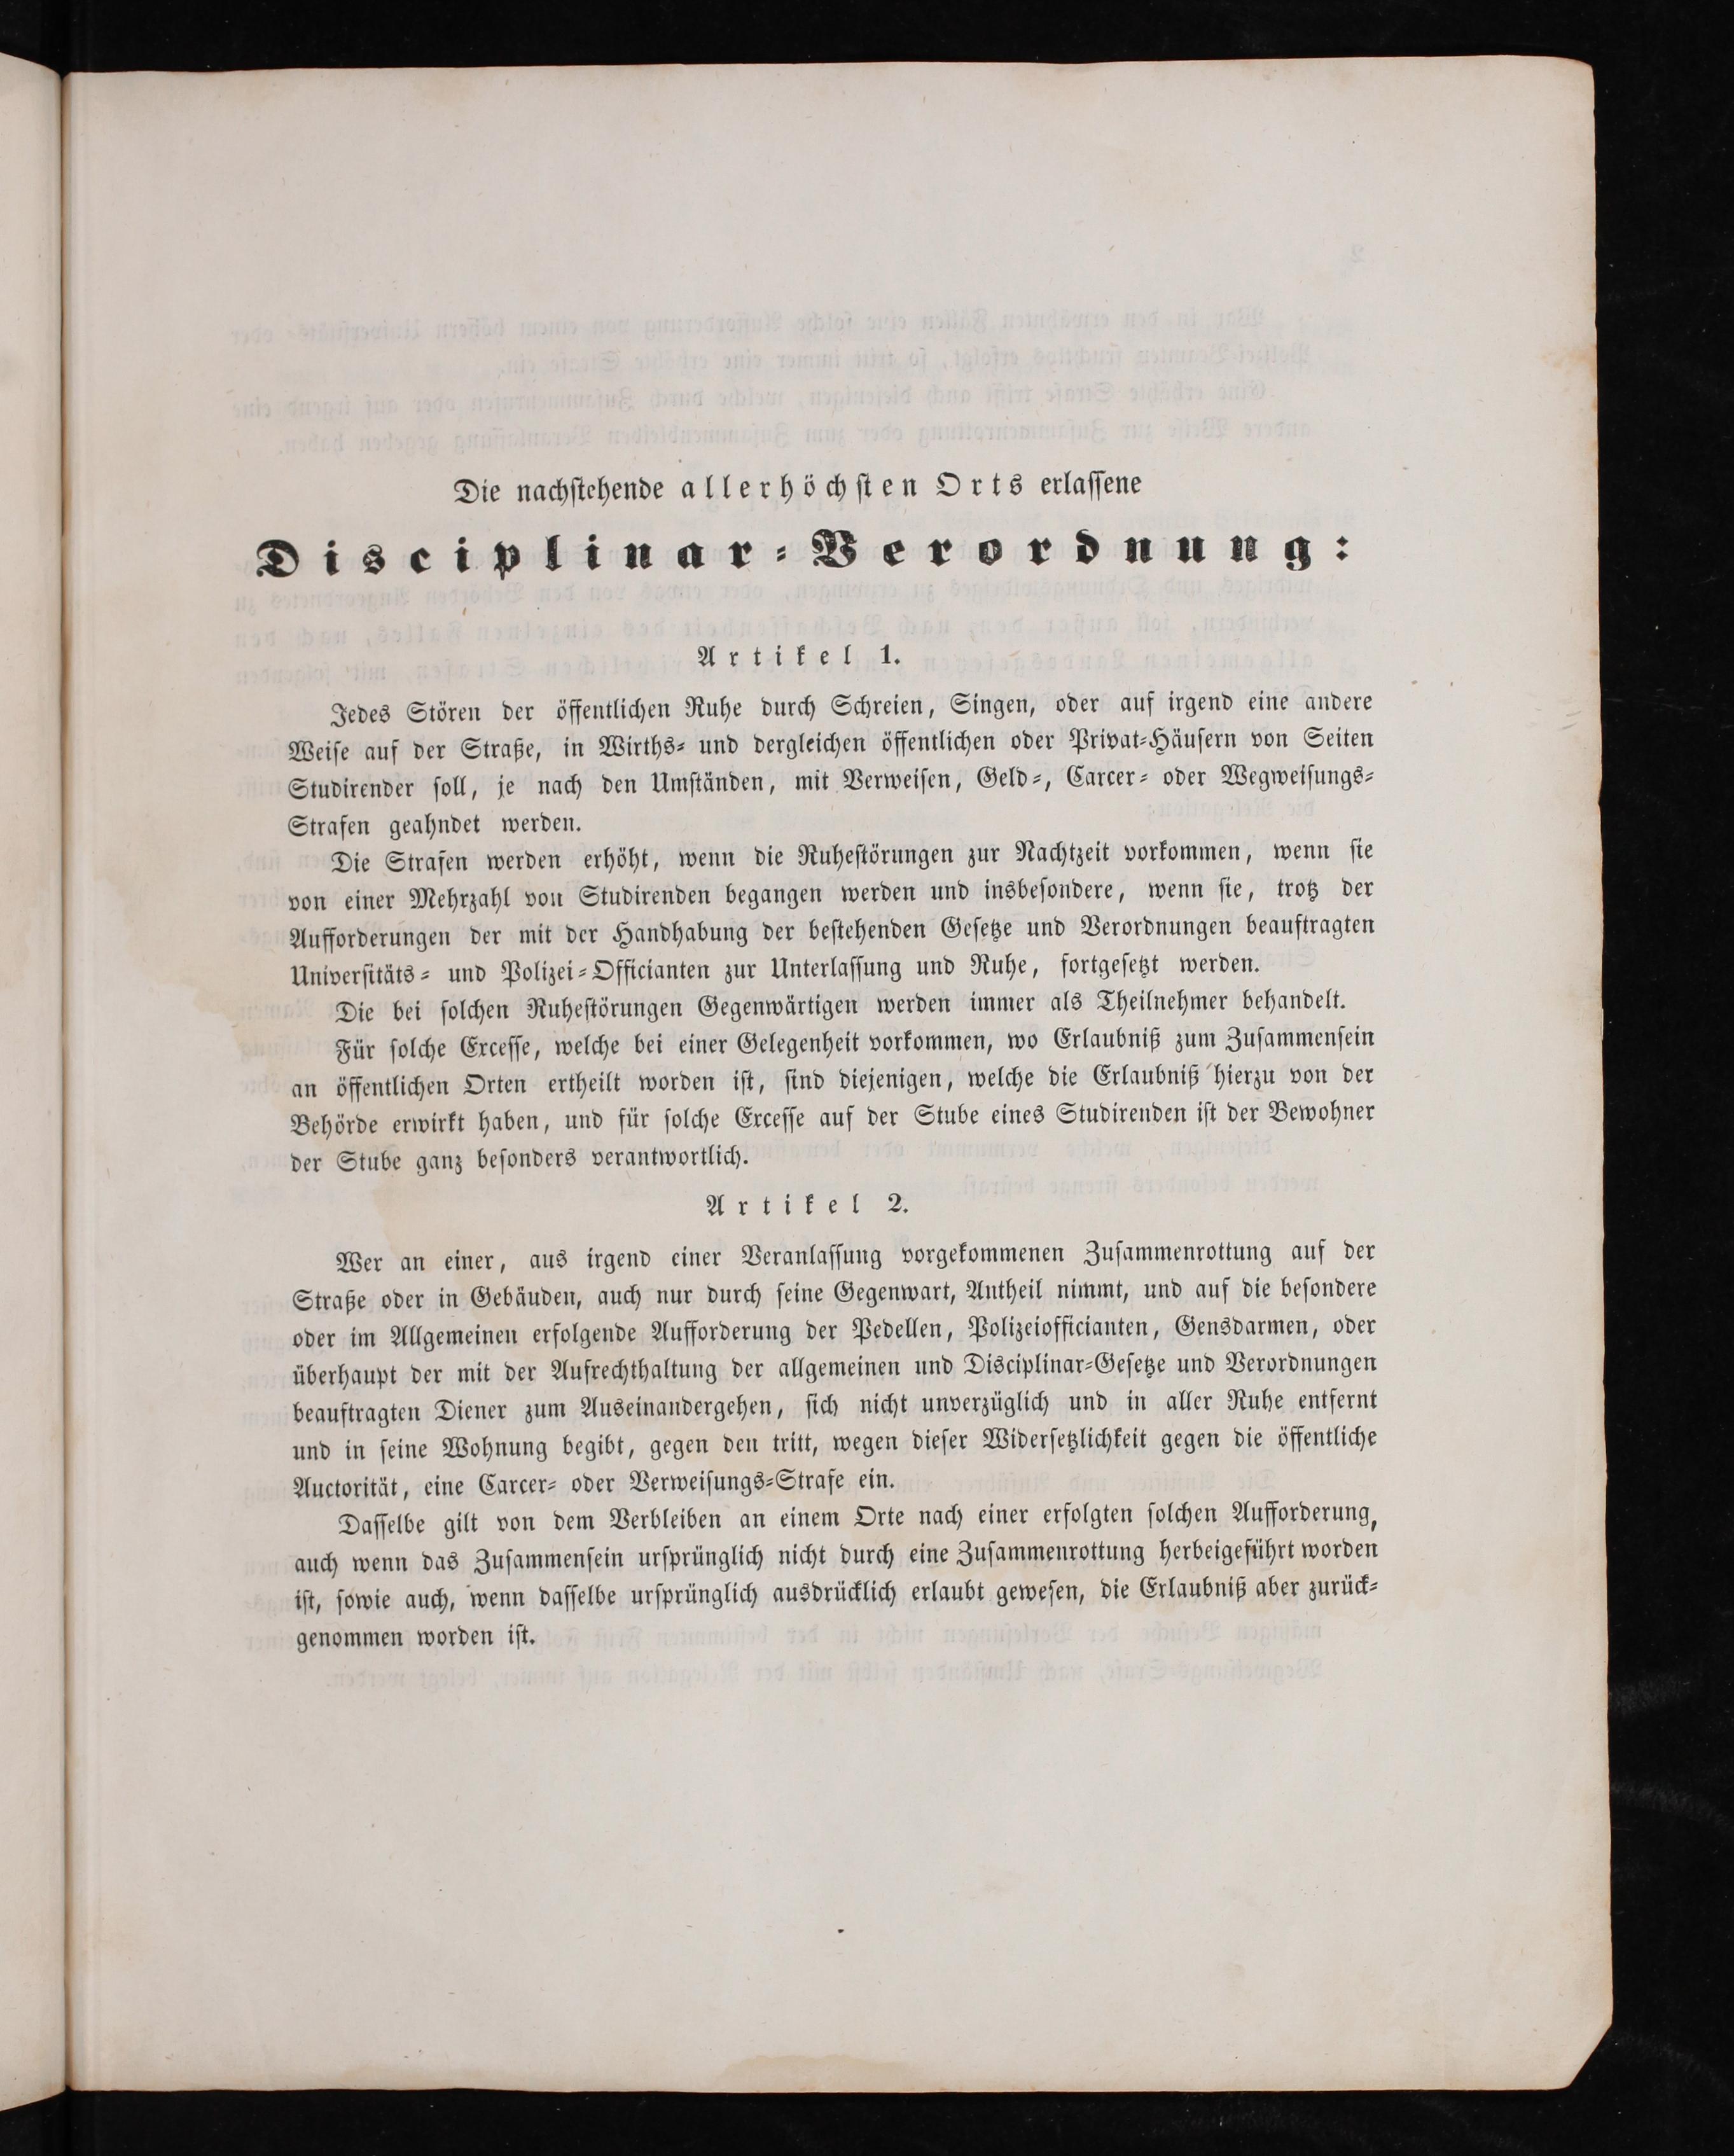 Die nachstehende allerhöchsten Orts erlassene
Disciplinar-Verordnung:
Artikel 1.
Jedes Stören der öffentlichen Ruhe durch Schreien, Singen, oder auf irgend eine andere
Weise auf der Straße, in Wirths- und dergleichen öffentlichen oder Privat-Häusern von Seiten
Studirender soll, je nach den Umständen, mit Verweisen, Geld-, Carcer- oder Wegweisungs-
Strafen geahndet werden.
Die Strafen werden erhöht, wenn die Ruhestörungen zur Nachtzeit vorkommen, wenn sie
von einer Mehrzahl von Studirenden begangen werden und insbesondere, wenn sie, trotz der
Aufforderungen der mit der Handhabung der bestehenden Gesetze und Verordnungen beauftragten
Universitäts- und Polizei-Officianten zur Unterlassung und Ruhe, fortgesetzt werden.
Die bei solchen Ruhestörungen Gegenwärtigen werden immer als Theilnehmer behandelt.
Für solche Excesse, welche bei einer Gelegenheit vorkommen, wo Erlaubniß zum Zusammensein
an öffentlichen Orten ertheilt worden ist, sind diejenigen, welche die Erlaubniß hierzu von der
Behörde erwirkt haben, und für solche Excesse auf der Stube eines Studirenden ist der Bewohner
der Stube ganz besonders verantwortlich.
Artikel 2.
Wer an einer, aus irgend einer Veranlassung vorgekommenen Zusammenrottung auf der
Straße oder in Gebäuden, auch nur durch seine Gegenwart, Antheil nimmt, und auf die besondere
oder im Allgemeinen erfolgende Aufforderung der Pedellen, Polizeiofficianten, Gensdarmen, oder
überhaupt der mit der Aufrechthaltung der allgemeinen und Disciplinar-Gesetze und Verordnungen
beauftragten Diener zum Auseinandergehen, sich nicht unverzüglich und in aller Ruhe entfernt
und in seine Wohnung begibt, gegen den tritt, wegen dieser Widersetzlichkeit gegen die öffentliche
Auctorität, eine Carcer- oder Verweisungs-Strafe ein.
Dasselbe gilt von dem Verbleiben an einem Orte nach einer erfolgten solchen Aufforderung,
auch wenn das Zusammensein ursprünglich nicht durch eine Zusammenrottung herbeigeführt worden
ist, sowie auch, wenn dasselbe ursprünglich ausdrücklich erlaubt gewesen, die Erlaubniß aber zurück-
genommen worden ist.